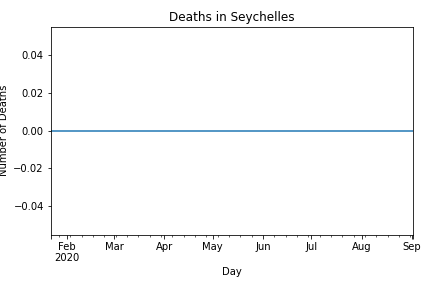 Deaths in Seychelles
0.04
0.02
0.00
−0.02
−0.04
Number of Deaths
Feb Mar Apr May Jun Jul Aug Sep
2020
Day